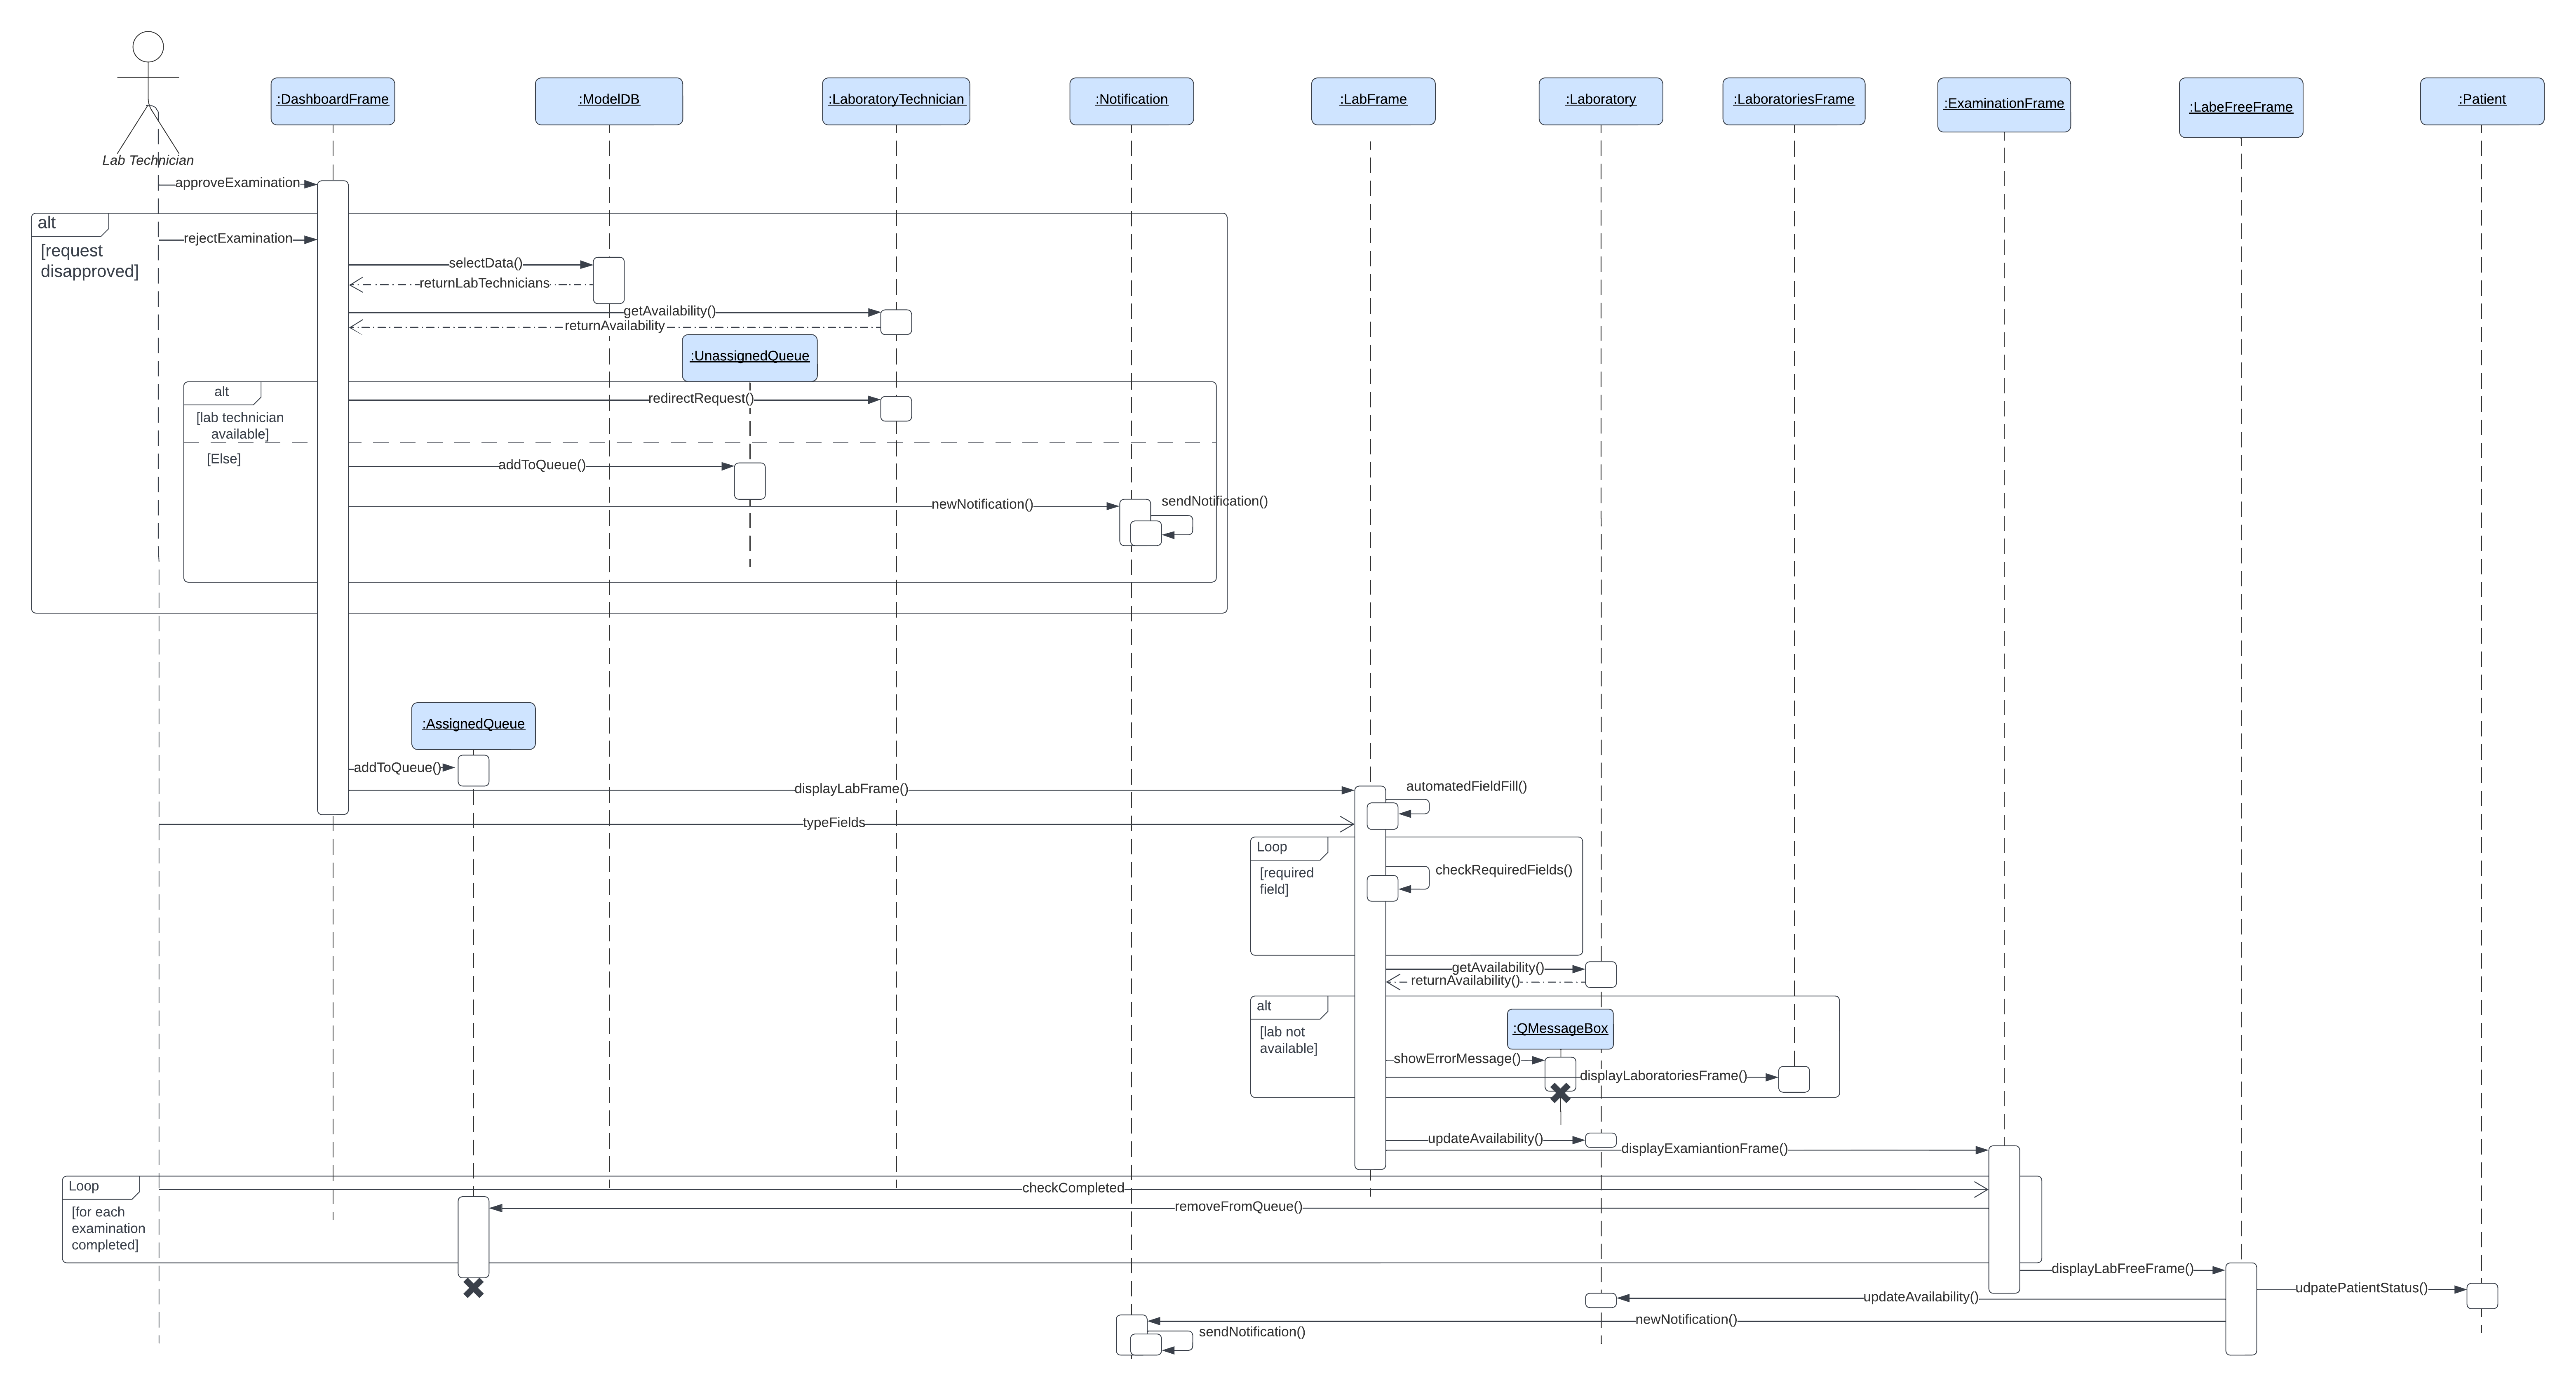 :DashboardFrame
:ModelDB
:LaboratoryTechnician
:Notification
:LabFrame
:Laboratory
:LaboratoriesFrame
:ExaminationFrame
:LabeFreeFrame
:Patient
Lab Technician
approveExamination
alt
rejectExamination
[request
disapproved]
selectData()
returnLabTechnicians
getAvailability()
returnAvailability
:UnassignedQueue
alt
redirectRequest()
[lab technician
available]
[Else]
addToQueue()
newNotification()
sendNotification()
:AssignedQueue
addToQueue()
displayLabFrame()
automatedFieldFill()
typeFields
Loop
[required
field]
checkRequiredFields()
getAvailability()
returnAvailability()
alt
[lab not
available]
:QMessageBox
showErrorMessage()
displayLaboratoriesFrame()
updateAvailability()
displayExamiantionFrame()
Loop
checkCompleted
[for each
examination
completed]
removeFromQueue()
displayLabFreeFrame()
udpatePatientStatus()
updateAvailability()
newNotification()
sendNotification()